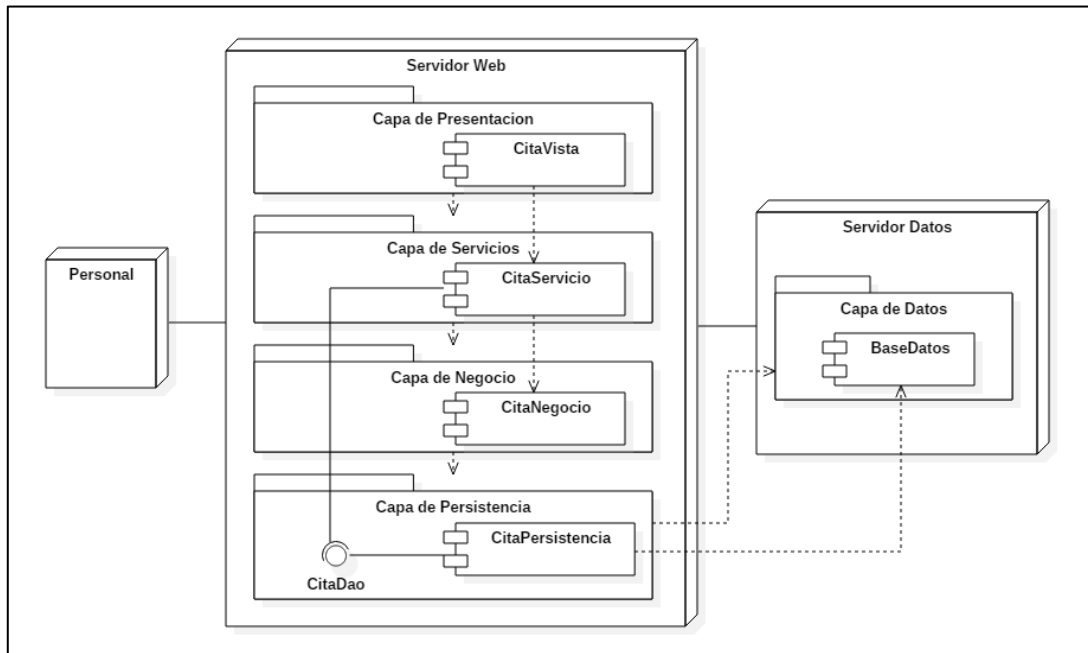 Servidor Web
Capa de Presentacion
CitaVista
Capa de Servicios
CitaServicio
Personal
Servidor Datos
Capa de Datos
BaseDatos
Capa de Negocio
CitaNegocio
Capa de Persistencia
CitaPersistencia
CitaDao